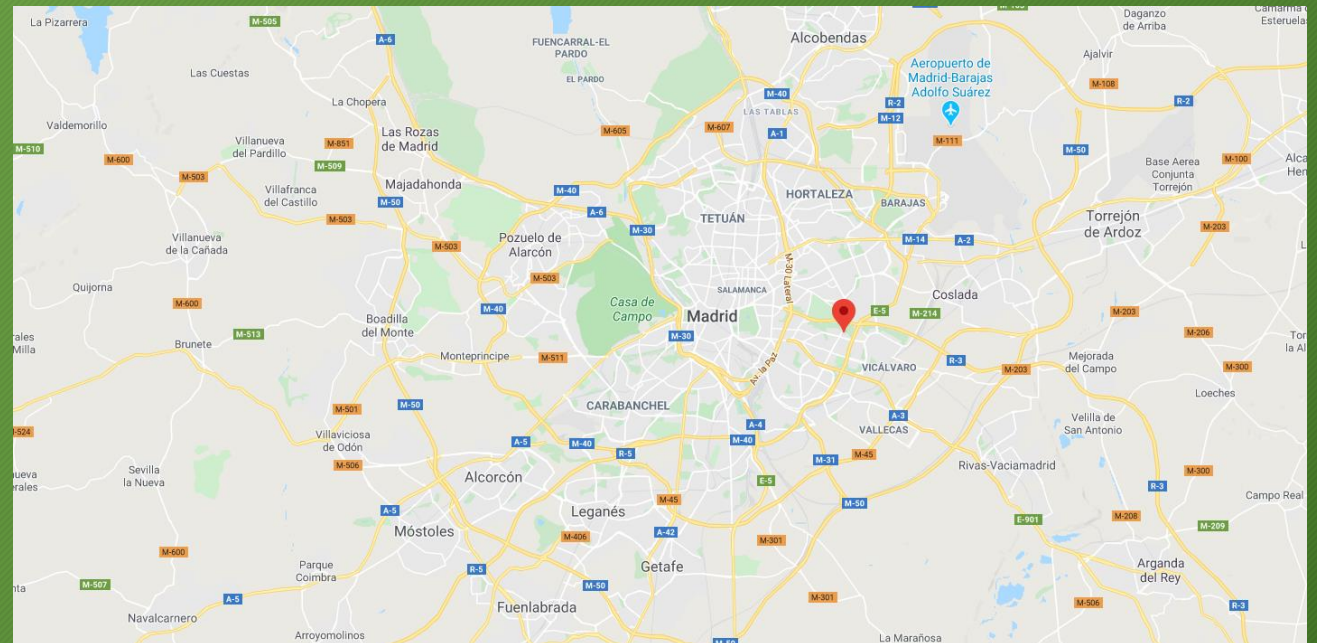 La Pizarrera
M-505
A-6
FUENCARRAL-EL
PARDO
EL PARDO
Alcobendas
Daganzo
de Arriba
Esteruelas
Ajalvir
Las Cuestas
La Chopera
Aeropuerto de
Madrid-Barajas
Adolfo Suárez
M-40
R-2
M-108
R-2
LAS TABLAS
M-12
Valdemorillo
Las Rozas
de Madrid
M-605
M-607
A-1
M-111
M-510
M-600
Villanueva
del Pardillo
M-851
M-509
M-50
Base Aerea
Conjunta
Torrejón
M-100
M-503
Majadahonda
M-40
HORTALEZA
Villafranca
del Castillo
M-50
M-503
A-6
TETUÁN
BARAJAS
Torrejón
de Ardoz
M-203
M-30
Villanueva
de la Cañada
M-503
Pozuelo de
Alarcón
M-14
A-2
M-503
M-30 Lateral
Quijorna
M-600
M-40
Casa de
Campo
SALAMANCA
Madrid
E-5
M-214
Coslada
M-203
Boadilla
del Monte
M-513
M-30
M-206
Brunete
Monteprincipe
M-511
Av. la Paz
VICÁLVARO
R-3
M-203
Mejorada
del Campo
M-300
Loeches
M-501
M-50
CARABANCHEL
A-3
Velilla de
San Antonio
Villaviciosa
de Odón
A-5
M-40
R-5
A-4
M-40
VALLECAS
M-506
M-31
M-45
Rivas-Vaciamadrid
Sevilla
la Nueva
Alcorcón
E-5
M-300
R-3
M-45
M-50
Campo Real
A-5
Leganés
E-901
M-208
M-209
Móstoles
M-406
A-42
M-301
M-600
Parque
Coimbra
R-5
Getafe
Arganda
del Rey
M-507
M-50
A-5
Fuenlabrada
M-301
M-506
R-3
Navalcarnero
Arroyomolinos
M-50
La Marañosa